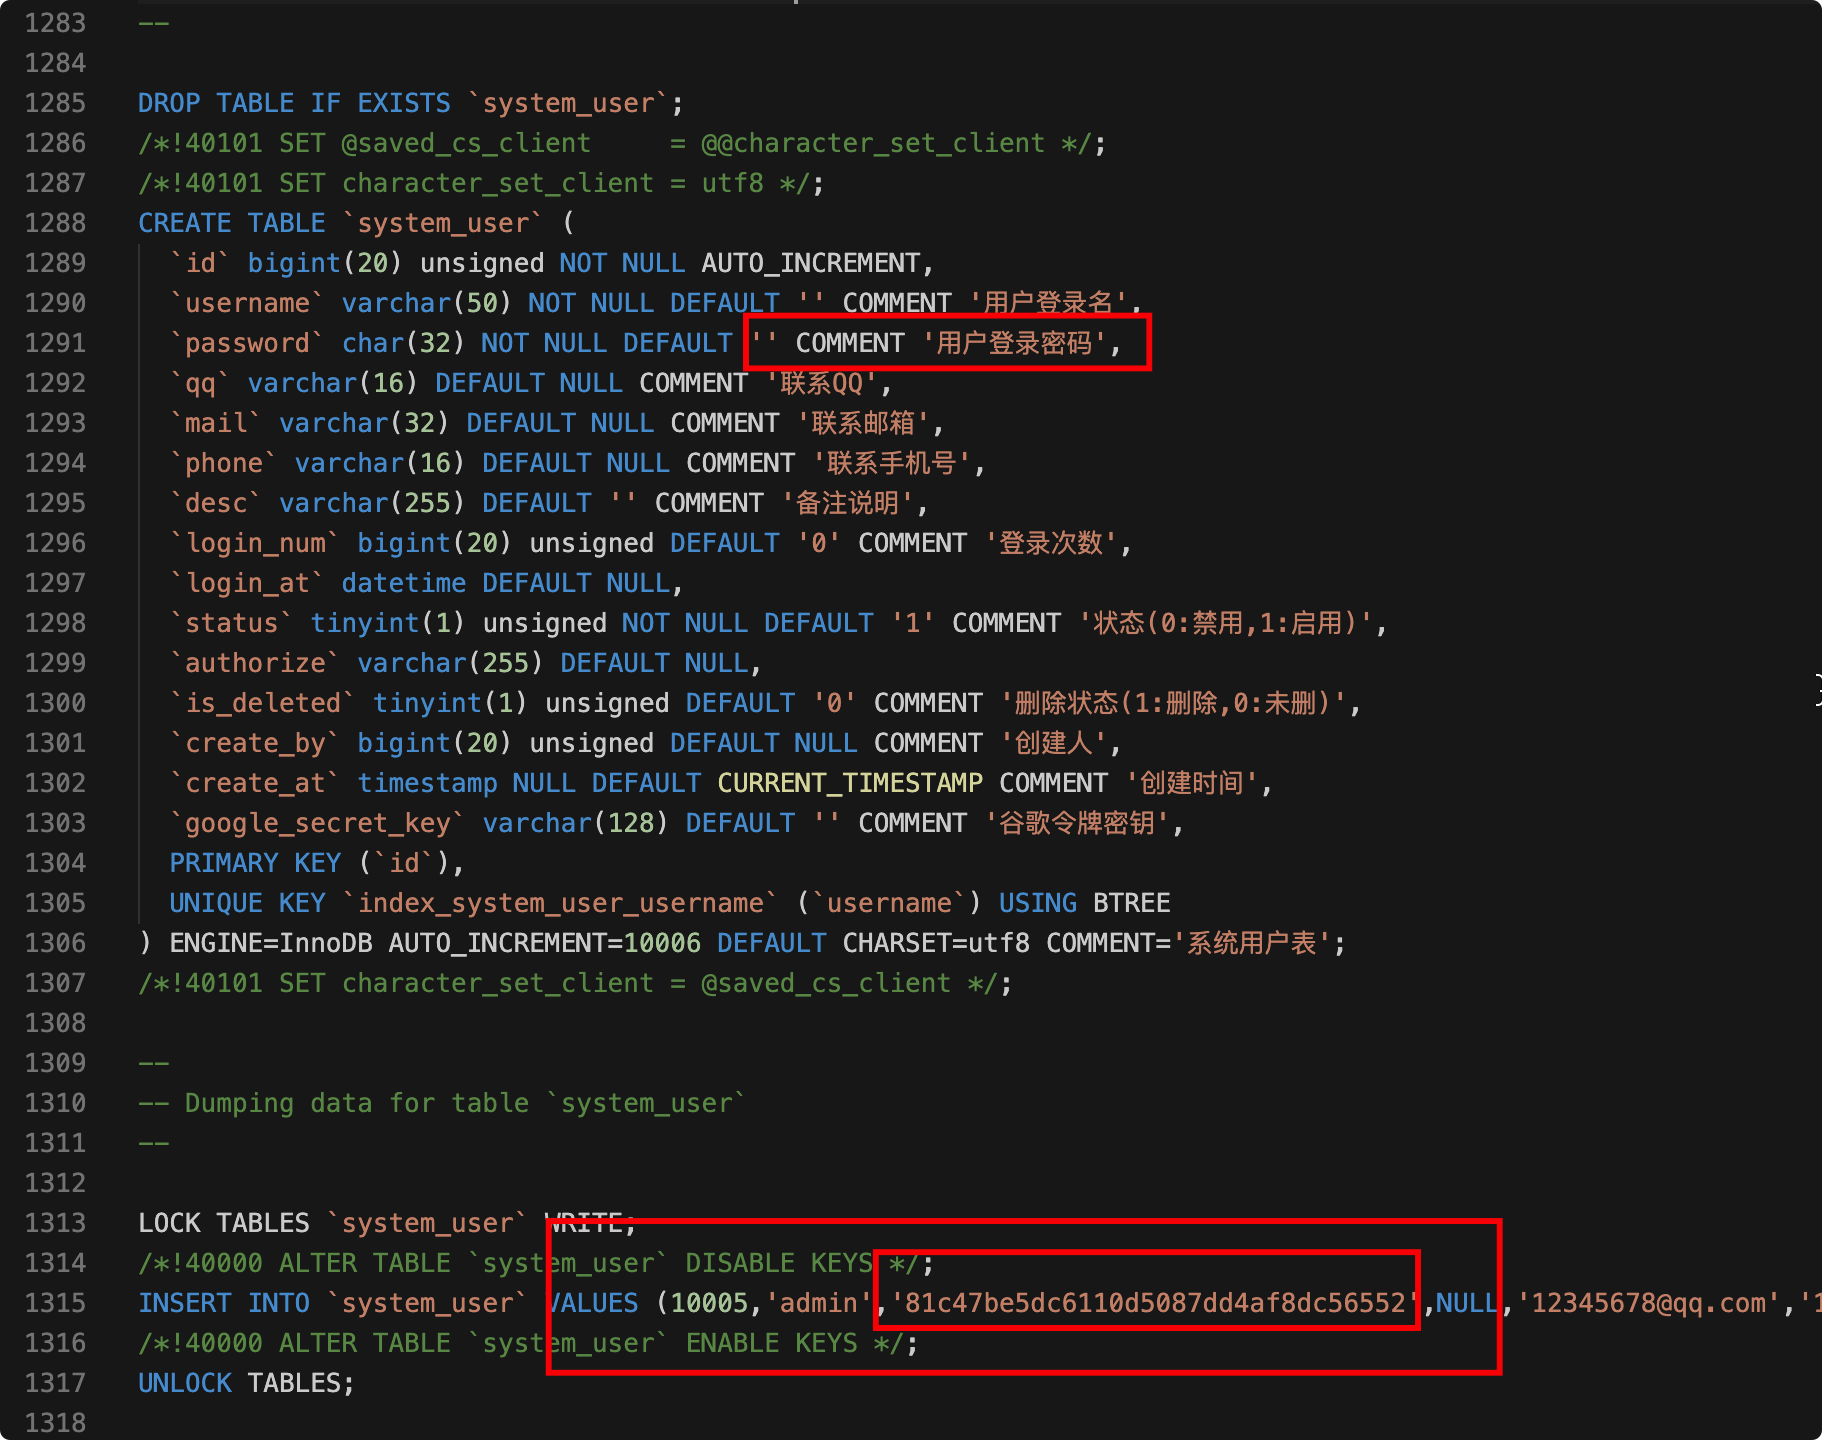 1283 --
1284
1285 DROP TABLE IF EXISTS `system_user`;
1286 /*!40101 SET @saved_cs_client     = @@character_set_client */;
1287 /*!40101 SET character_set_client = utf8 */;
1288 CREATE TABLE `system_user` (
1289   `id` bigint(20) unsigned NOT NULL AUTO_INCREMENT,
1290   `username` varchar(50) NOT NULL DEFAULT '' COMMENT '用户登录名',
1291   `password` char(32) NOT NULL DEFAULT '' COMMENT '用户登录密码',
1292   `qq` varchar(16) DEFAULT NULL COMMENT '联系QQ',
1293   `mail` varchar(32) DEFAULT NULL COMMENT '联系邮箱',
1294   `phone` varchar(16) DEFAULT NULL COMMENT '联系手机号',
1295   `desc` varchar(255) DEFAULT '' COMMENT '备注说明',
1296   `login_num` bigint(20) unsigned DEFAULT '0' COMMENT '登录次数',
1297   `login_at` datetime DEFAULT NULL,
1298   `status` tinyint(1) unsigned NOT NULL DEFAULT '1' COMMENT '状态(0:禁用,1:启用)',
1299   `authorize` varchar(255) DEFAULT NULL,
1300   `is_deleted` tinyint(1) unsigned DEFAULT '0' COMMENT '删除状态(1:删除,0:未删)',
1301   `create_by` bigint(20) unsigned DEFAULT NULL COMMENT '创建人',
1302   `create_at` timestamp NULL DEFAULT CURRENT_TIMESTAMP COMMENT '创建时间',
1303   `google_secret_key` varchar(128) DEFAULT '' COMMENT '谷歌令牌密钥',
1304   PRIMARY KEY (`id`),
1305   UNIQUE KEY `index_system_user_username` (`username`) USING BTREE
1306 ) ENGINE=InnoDB AUTO_INCREMENT=10006 DEFAULT CHARSET=utf8 COMMENT='系统用户表';
1307 /*!40101 SET character_set_client = @saved_cs_client */;
1308
1309 --
1310 -- Dumping data for table `system_user`
1311 --
1312
1313 LOCK TABLES `system_user` WRITE;
1314 /*!40000 ALTER TABLE `system_user` DISABLE KEYS */;
1315 INSERT INTO `system_user` VALUES (10005,'admin','81c47be5dc6110d5087dd4af8dc56552',NULL,'12345678@qq.com','1
1316 /*!40000 ALTER TABLE `system_user` ENABLE KEYS */;
1317 UNLOCK TABLES;
1318